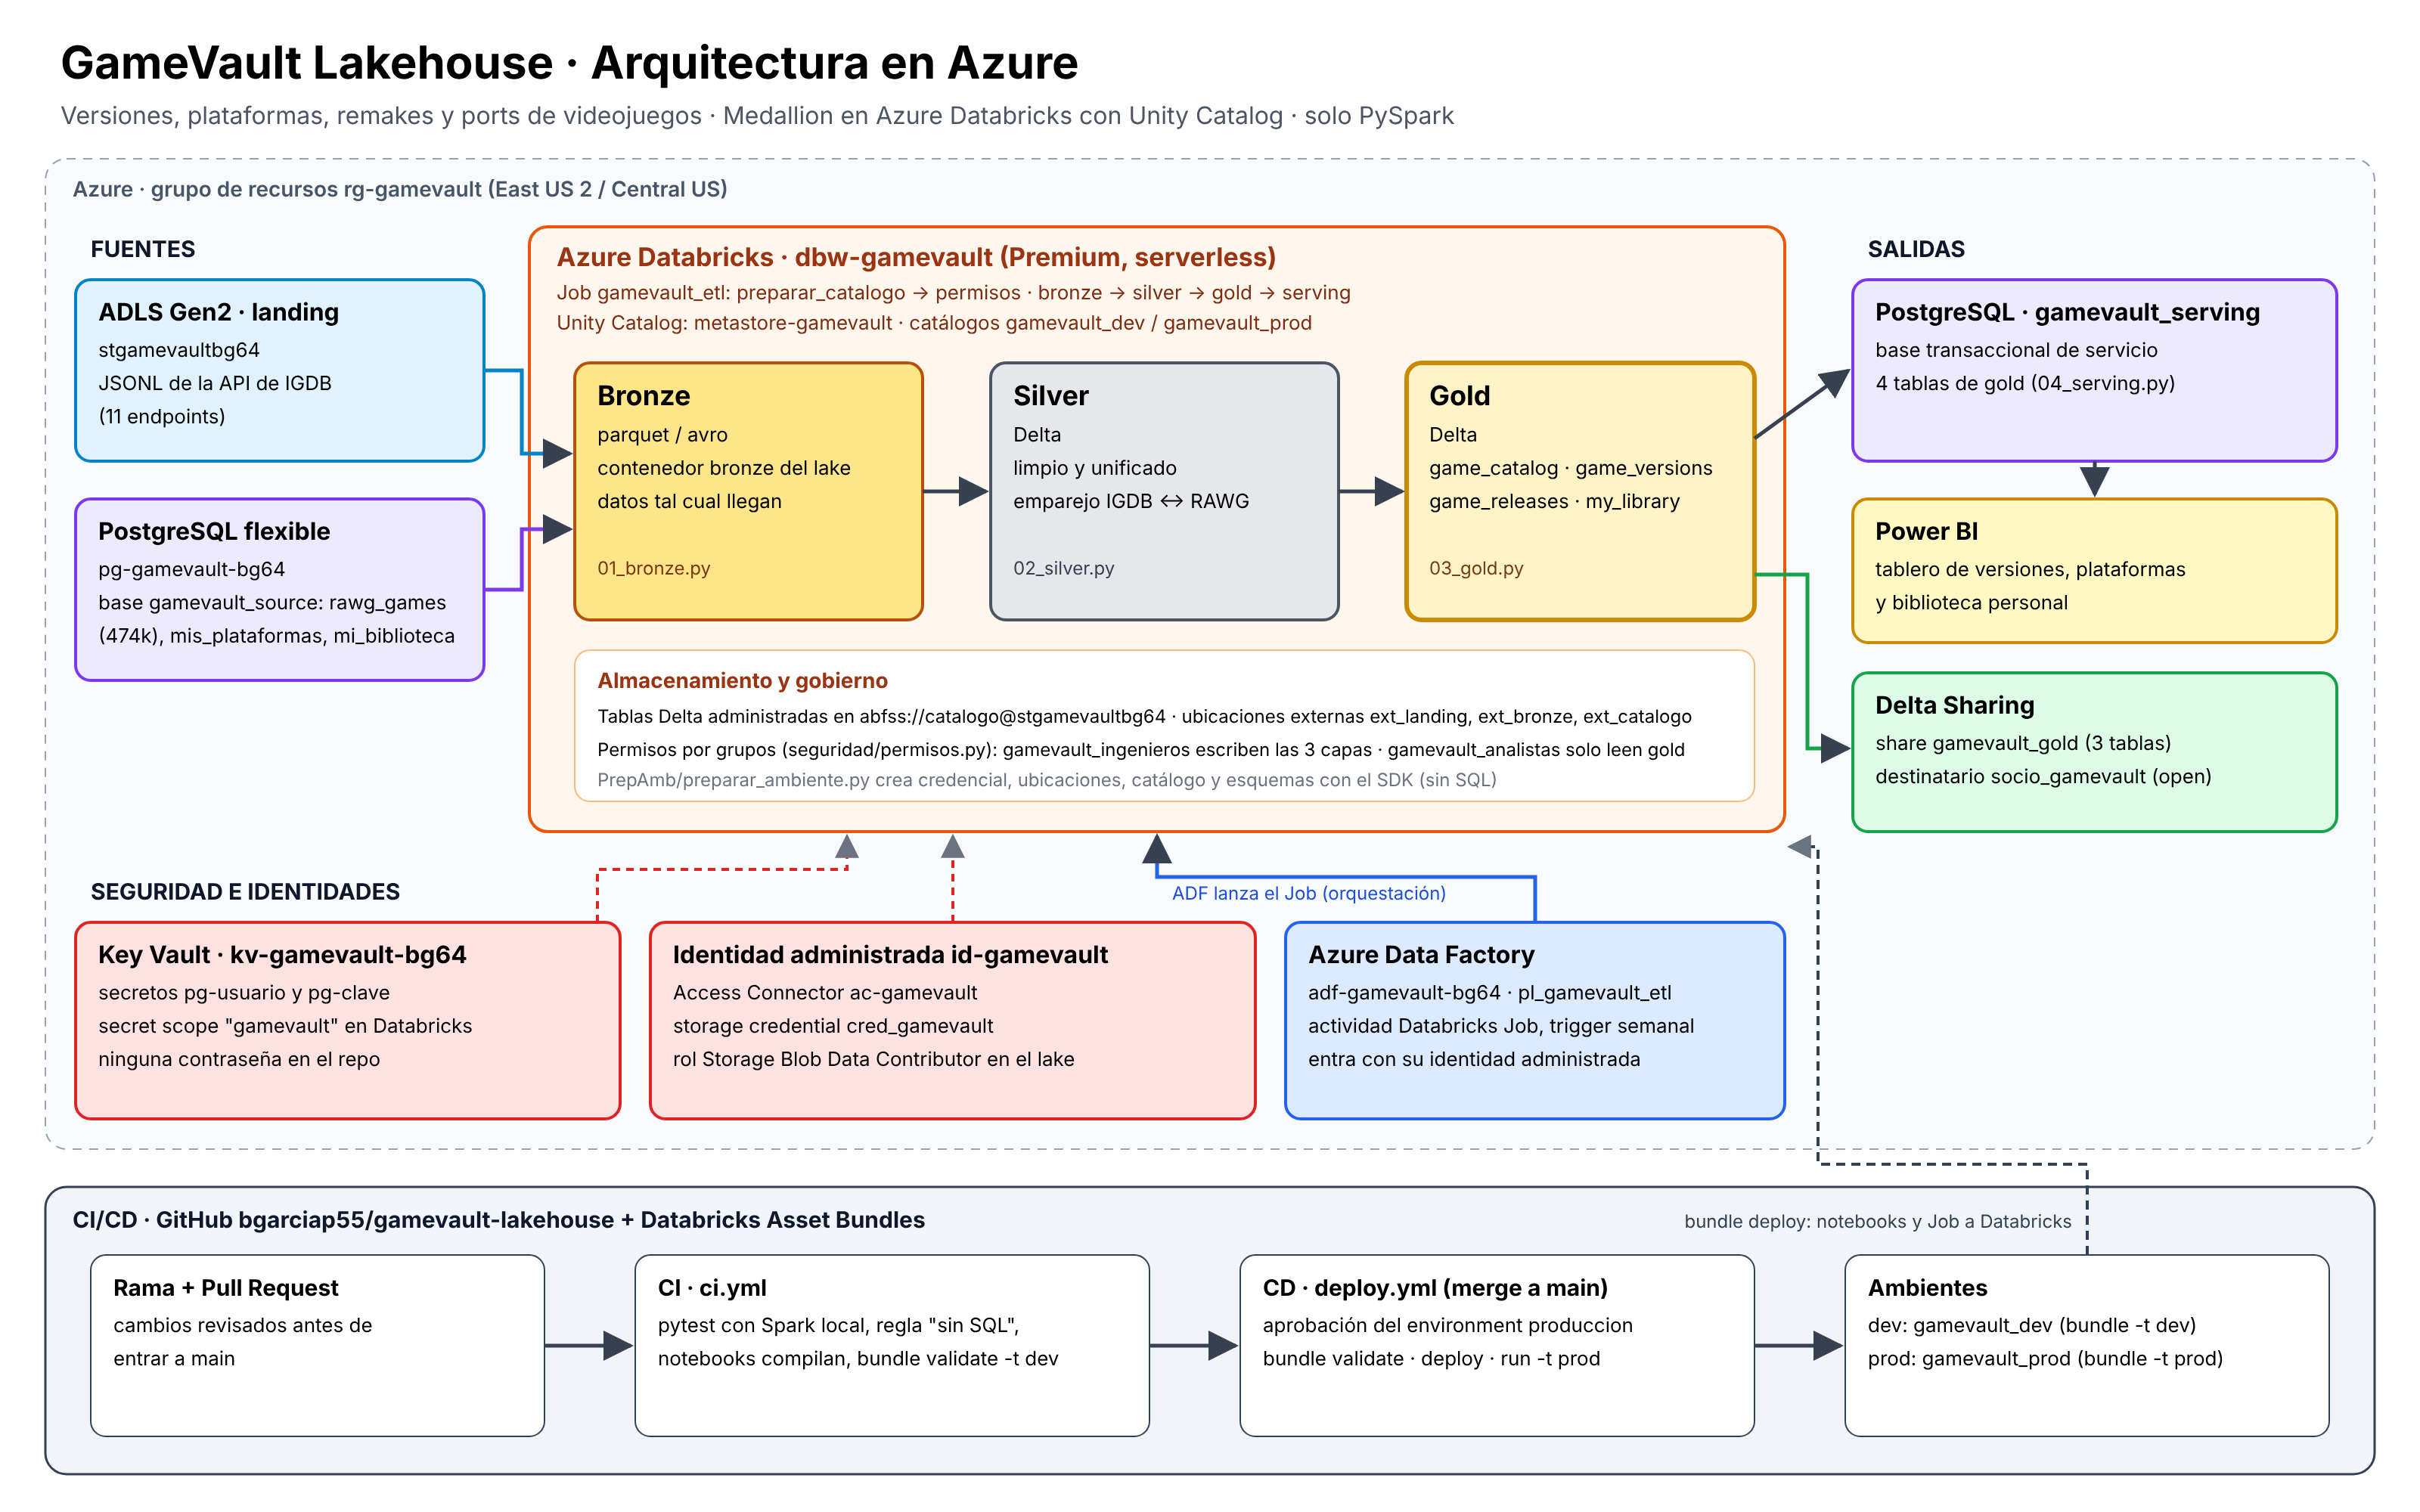 GameVault Lakehouse · Arquitectura en Azure
Versiones, plataformas, remakes y ports de videojuegos · Medallion en Azure Databricks con Unity Catalog · solo PySpark
Azure · grupo de recursos rg-gamevault (East US 2 / Central US)
FUENTES
ADLS Gen2 · landing
stgamevaultbg64
JSONL de la API de IGDB
(11 endpoints)
PostgreSQL flexible
pg-gamevault-bg64
base gamevault_source: rawg_games
(474k), mis_plataformas, mi_biblioteca
Azure Databricks · dbw-gamevault (Premium, serverless)
Job gamevault_etl: preparar_catalogo → permisos · bronze → silver → gold → serving
Unity Catalog: metastore-gamevault · catálogos gamevault_dev / gamevault_prod
Bronze
parquet / avro
contenedor bronze del lake
datos tal cual llegan
01_bronze.py
Silver
Delta
limpio y unificado
emparejo IGDB ↔ RAWG
02_silver.py
Gold
Delta
game_catalog · game_versions
game_releases · my_library
03_gold.py
Almacenamiento y gobierno
Tablas Delta administradas en abfss://catalogo@stgamevaultbg64 · ubicaciones externas ext_landing, ext_bronze, ext_catalogo
Permisos por grupos (seguridad/permisos.py): gamevault_ingenieros escriben las 3 capas · gamevault_analistas solo leen gold
PrepAmb/preparar_ambiente.py crea credencial, ubicaciones, catálogo y esquemas con el SDK (sin SQL)
SALIDAS
PostgreSQL · gamevault_serving
base transaccional de servicio
4 tablas de gold (04_serving.py)
Power BI
tablero de versiones, plataformas
y biblioteca personal
Delta Sharing
share gamevault_gold (3 tablas)
destinatario socio_gamevault (open)
SEGURIDAD E IDENTIDADES
ADF lanza el Job (orquestación)
Key Vault · kv-gamevault-bg64
secretos pg-usuario y pg-clave
secret scope "gamevault" en Databricks
ninguna contraseña en el repo
Identidad administrada id-gamevault
Access Connector ac-gamevault
storage credential cred_gamevault
rol Storage Blob Data Contributor en el lake
Azure Data Factory
adf-gamevault-bg64 · pl_gamevault_etl
actividad Databricks Job, trigger semanal
entra con su identidad administrada
CI/CD · GitHub bgarciap55/gamevault-lakehouse + Databricks Asset Bundles
bundle deploy: notebooks y Job a Databricks
Rama + Pull Request
cambios revisados antes de
entrar a main
CI · ci.yml
pytest con Spark local, regla "sin SQL",
notebooks compilan, bundle validate -t dev
CD · deploy.yml (merge a main)
aprobación del environment produccion
bundle validate · deploy · run -t prod
Ambientes
dev: gamevault_dev (bundle -t dev)
prod: gamevault_prod (bundle -t prod)